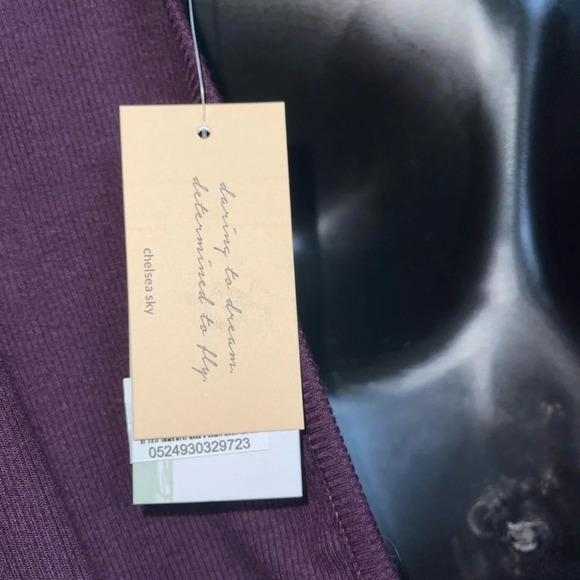 daring to dream.
determined to fly.
chelsea sky
0524930329723